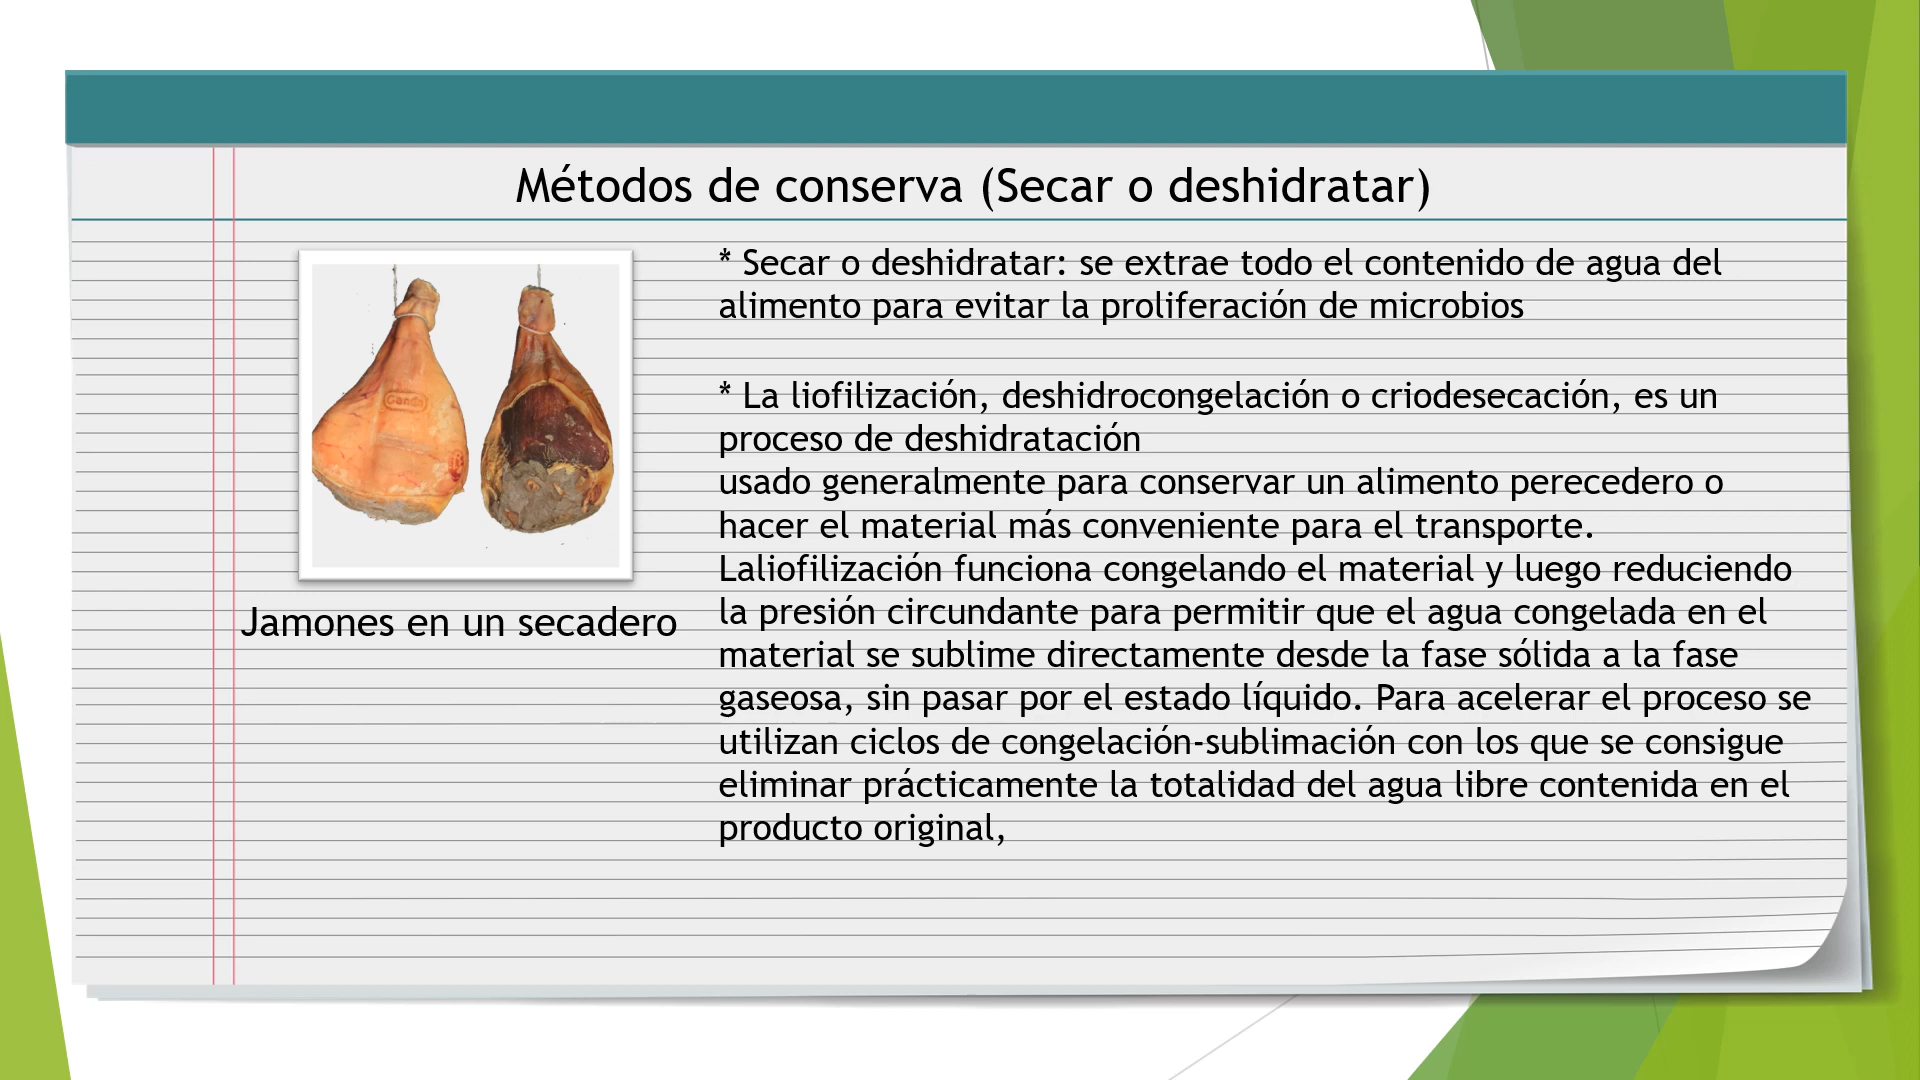 Métodos de conserva (Secar o deshidratar)
* Secar o deshidratar: se extrae todo el contenido de agua del
alimento para evitar la proliferación de microbios
* La liofilización, deshidrocongelación o criodesecación, es un
proceso de deshidratación
usado generalmente para conservar un alimento perecedero o
hacer el material más conveniente para el transporte.
Laliofilización funciona congelando el material y luego reduciendo
la presión circundante para permitir que el agua congelada en el
material se sublime directamente desde la fase sólida a la fase
gaseosa, sin pasar por el estado líquido. Para acelerar el proceso se
utilizan ciclos de congelación-sublimación con los que se consigue
eliminar prácticamente la totalidad del agua libre contenida en el
producto original,
Ganda
Jamones en un secadero